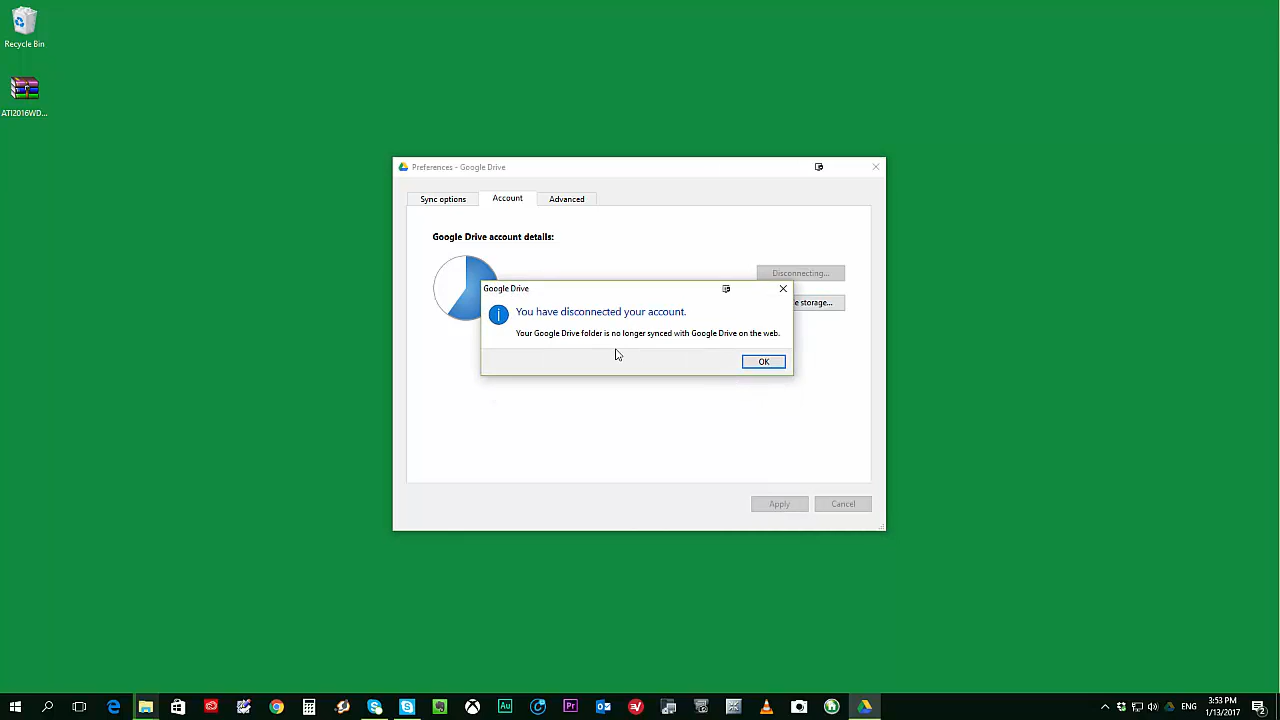 Recycle Bin
ATI2016WD...
Preferences - Google Drive
Sync options
Account
Advanced
Google Drive account details:
Disconnecting...
e storage...
Google Drive
You have disconnected your account.
Your Google Drive folder is no longer synced with Google Drive on the web.
OK
Apply
Cancel
Au
Pr
ENG
3:53 PM
1/13/2017